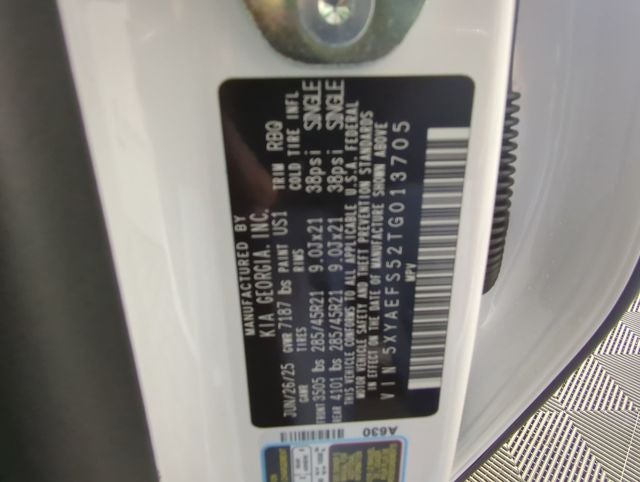 MANUFACTURED BY
KIA GEORGIA, INC.
JUN/26/25 PAINT US1 TRIM RBQ
GVWR 7187 lbs
GAWR TIRES RIMS COLD TIRE INFL
FRONT 3505 lbs 285/45R21 9.0Jx21 38psi SINGLE
REAR 4101 lbs 285/45R21 9.0Jx21 38psi SINGLE
THIS VEHICLE CONFORMS TO ALL APPLICABLE U.S.A. FEDERAL
MOTOR VEHICLE SAFETY AND THEFT PREVENTION STANDARDS
IN EFFECT ON THE DATE OF MANUFACTURE SHOWN ABOVE
VIN 5XYAEFS52TG013705
MPV
A630